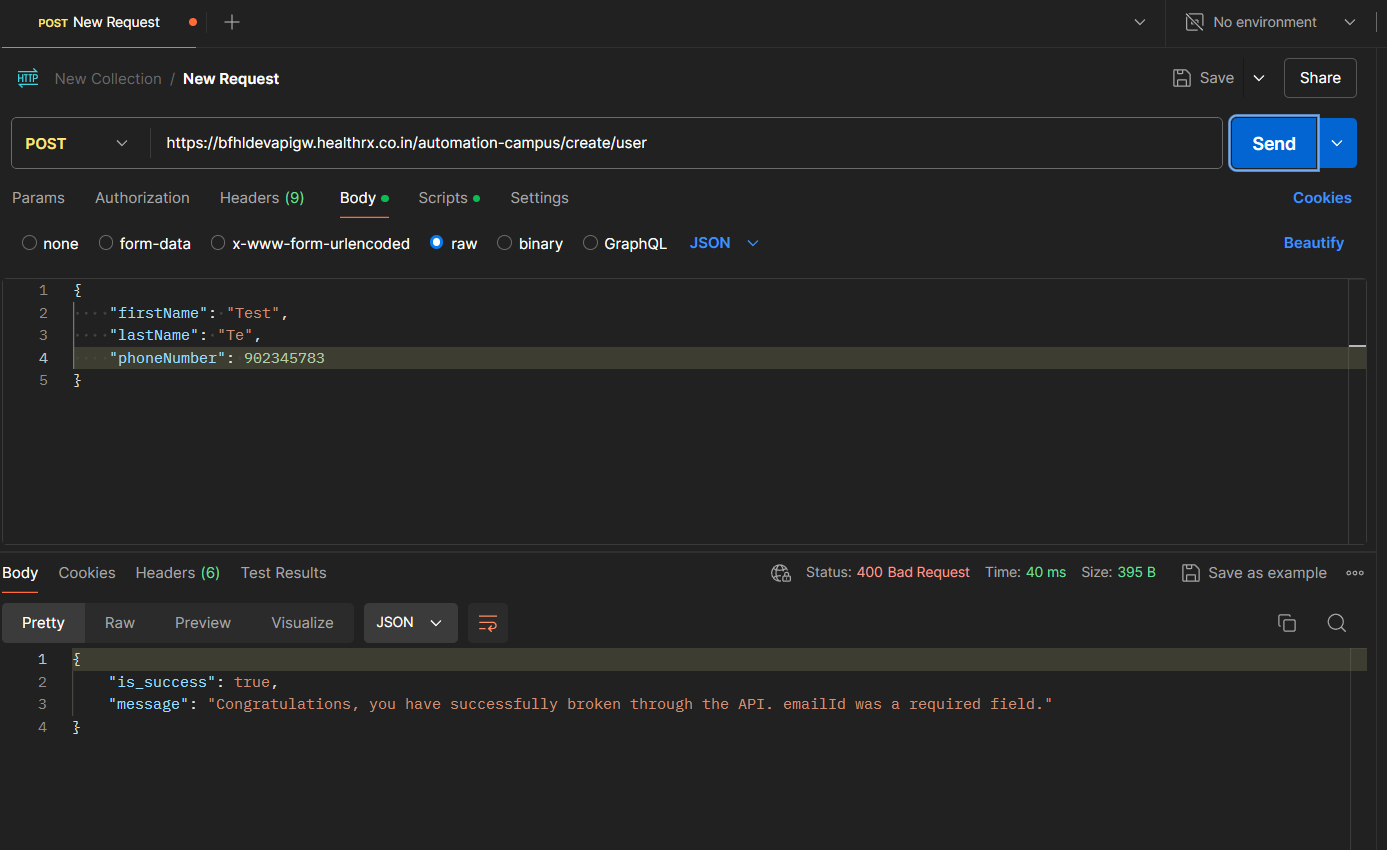 POST New Request
No environment
HTTP New Collection / New Request Save Share
POST https://bfhldevapigw.healthrx.co.in/automation-campus/create/user Send
Params Authorization Headers (9) Body Scripts Settings Cookies
none form-data x-www-form-urlencoded raw binary GraphQL JSON Beautify
1 {
2 "firstName": "Test",
3 "lastName": "Te",
4 "phoneNumber": 902345783
5 }
Body Cookies Headers (6) Test Results Status: 400 Bad Request Time: 40 ms Size: 395 B Save as example
Pretty Raw Preview Visualize JSON
1 {
2 "is_success": true,
3 "message": "Congratulations, you have successfully broken through the API. emailId was a required field."
4 }